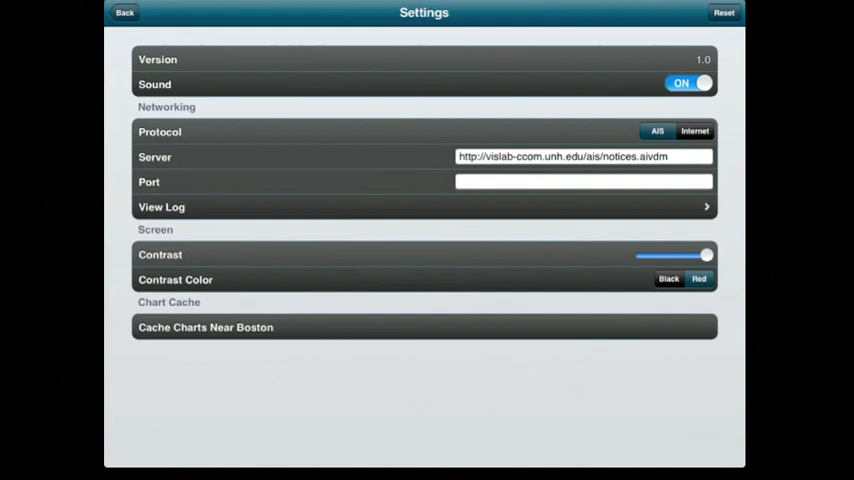 Back
Settings
Reset
Version 1.0
Sound ON
Networking
Protocol AIS Internet
Server http://vislab-ccom.unh.edu/ais/notices.aivdm
Port
View Log
Screen
Contrast
Contrast Color Black Red
Chart Cache
Cache Charts Near Boston